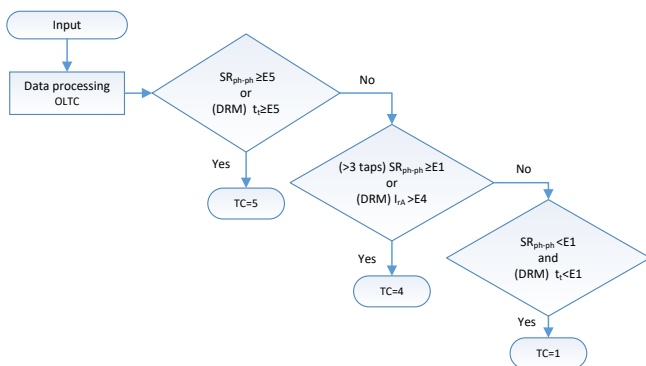 Input
Data processing
OLTC
SRph-ph ≥E5
or
(DRM) tt≥E5
No
Yes
TC=5
(>3 taps) SRph-ph ≥E1
or
(DRM) IrA >E4
No
Yes
TC=4
SRph-ph <E1
and
(DRM) tt<E1
Yes
TC=1